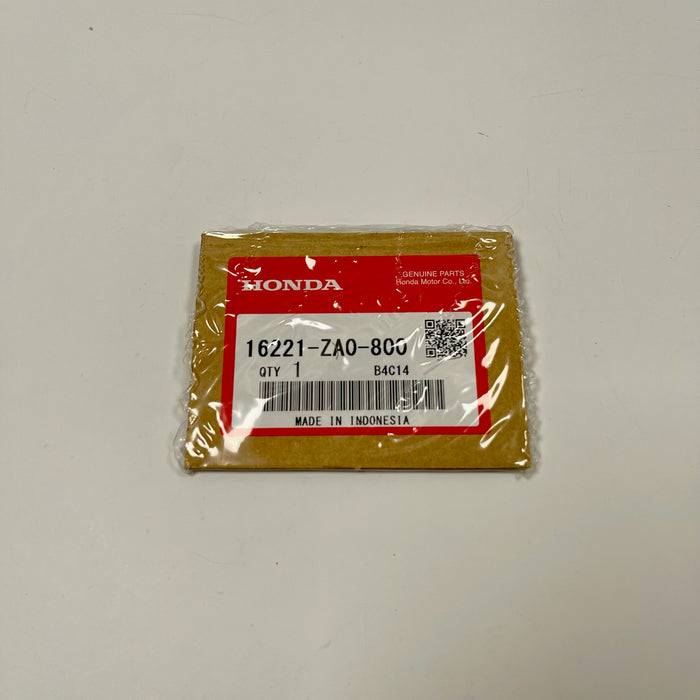 HONDA
GENUINE PARTS
Honda Motor Co., Ltd.
16221-ZA0-800
QTY 1 B4C14
MADE IN INDONESIA